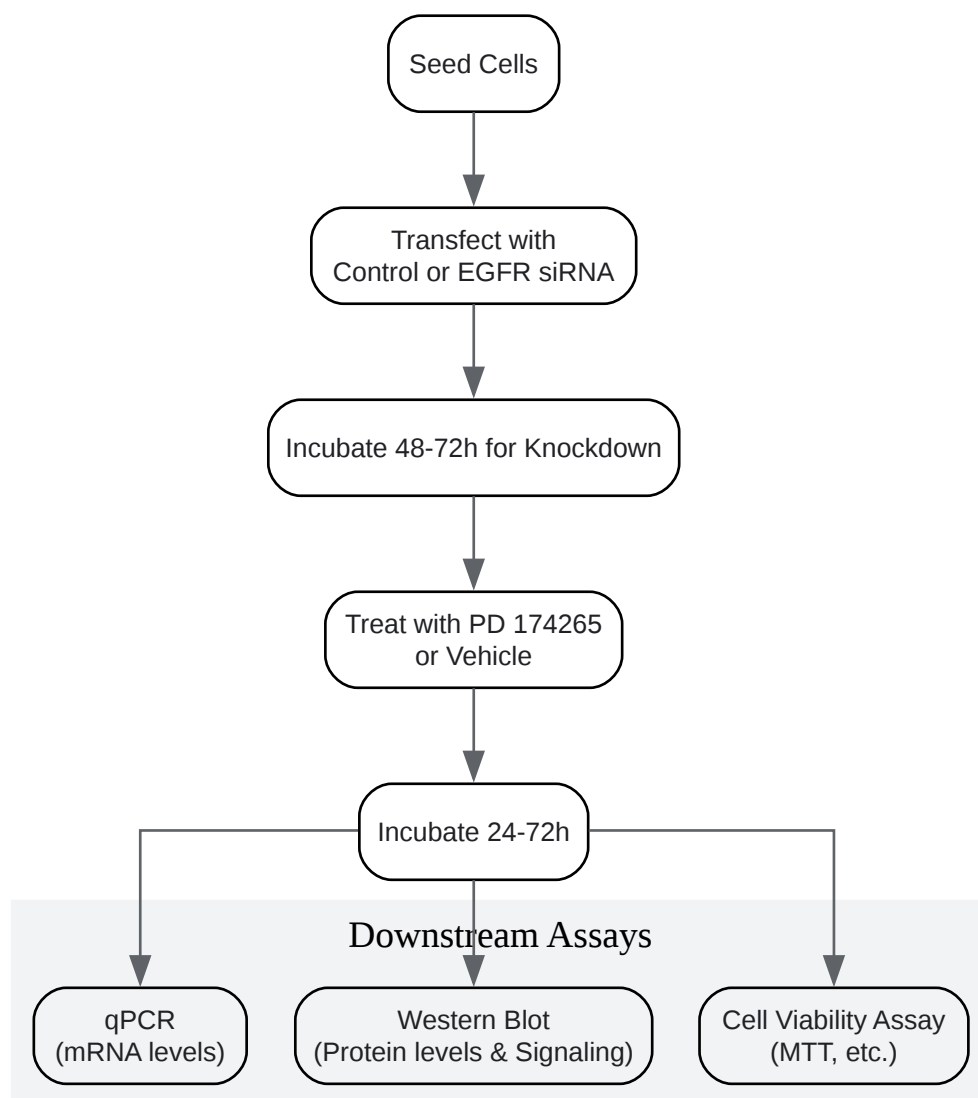 Seed Cells
Transfect with
Control or EGFR siRNA
Incubate 48-72h for Knockdown
Treat with PD 174265
or Vehicle
Incubate 24-72h
Downstream Assays
qPCR
(mRNA levels)
Western Blot
(Protein levels & Signaling)
Cell Viability Assay
(MTT, etc.)